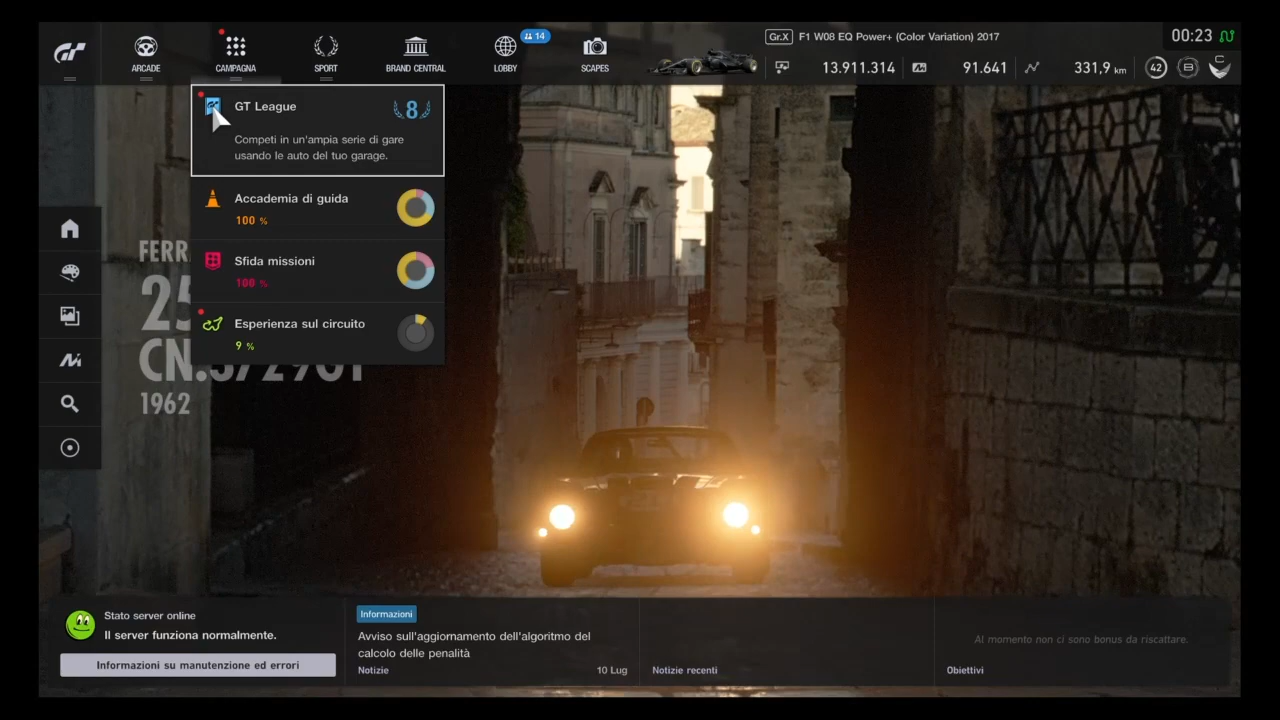 Gr.X F1 W08 EQ Power+ (Color Variation) 2017
00:23
14
ARCADE
CAMPAGNA
SPORT
BRAND CENTRAL
LOBBY
SCAPES
13.911.314
91.641
331,9 km
42
B
C
GT League
8
Competi in un'ampia serie di gare
usando le auto del tuo garage.
Accademia di guida
100 %
Sfida missioni
100 %
Esperienza sul circuito
9 %
FERR
25
CN.372901
1962
Stato server online
Il server funziona normalmente.
Informazioni su manutenzione ed errori
Informazioni
Avviso sull'aggiornamento dell'algoritmo del
calcolo delle penalità
Notizie
10 Lug
Notizie recenti
Al momento non ci sono bonus da riscattare.
Obiettivi